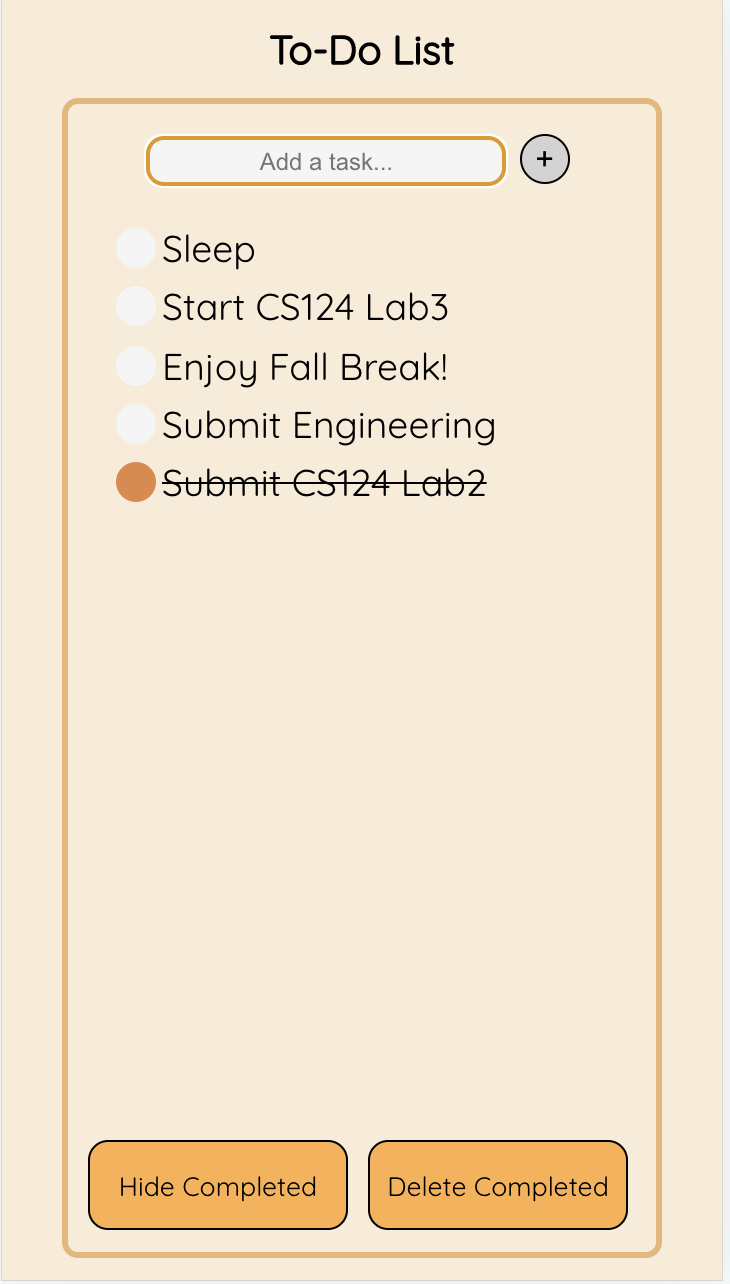 To-Do List
Add a task...
+
Sleep
Start CS124 Lab3
Enjoy Fall Break!
Submit Engineering
Submit CS124 Lab2
Hide Completed
Delete Completed